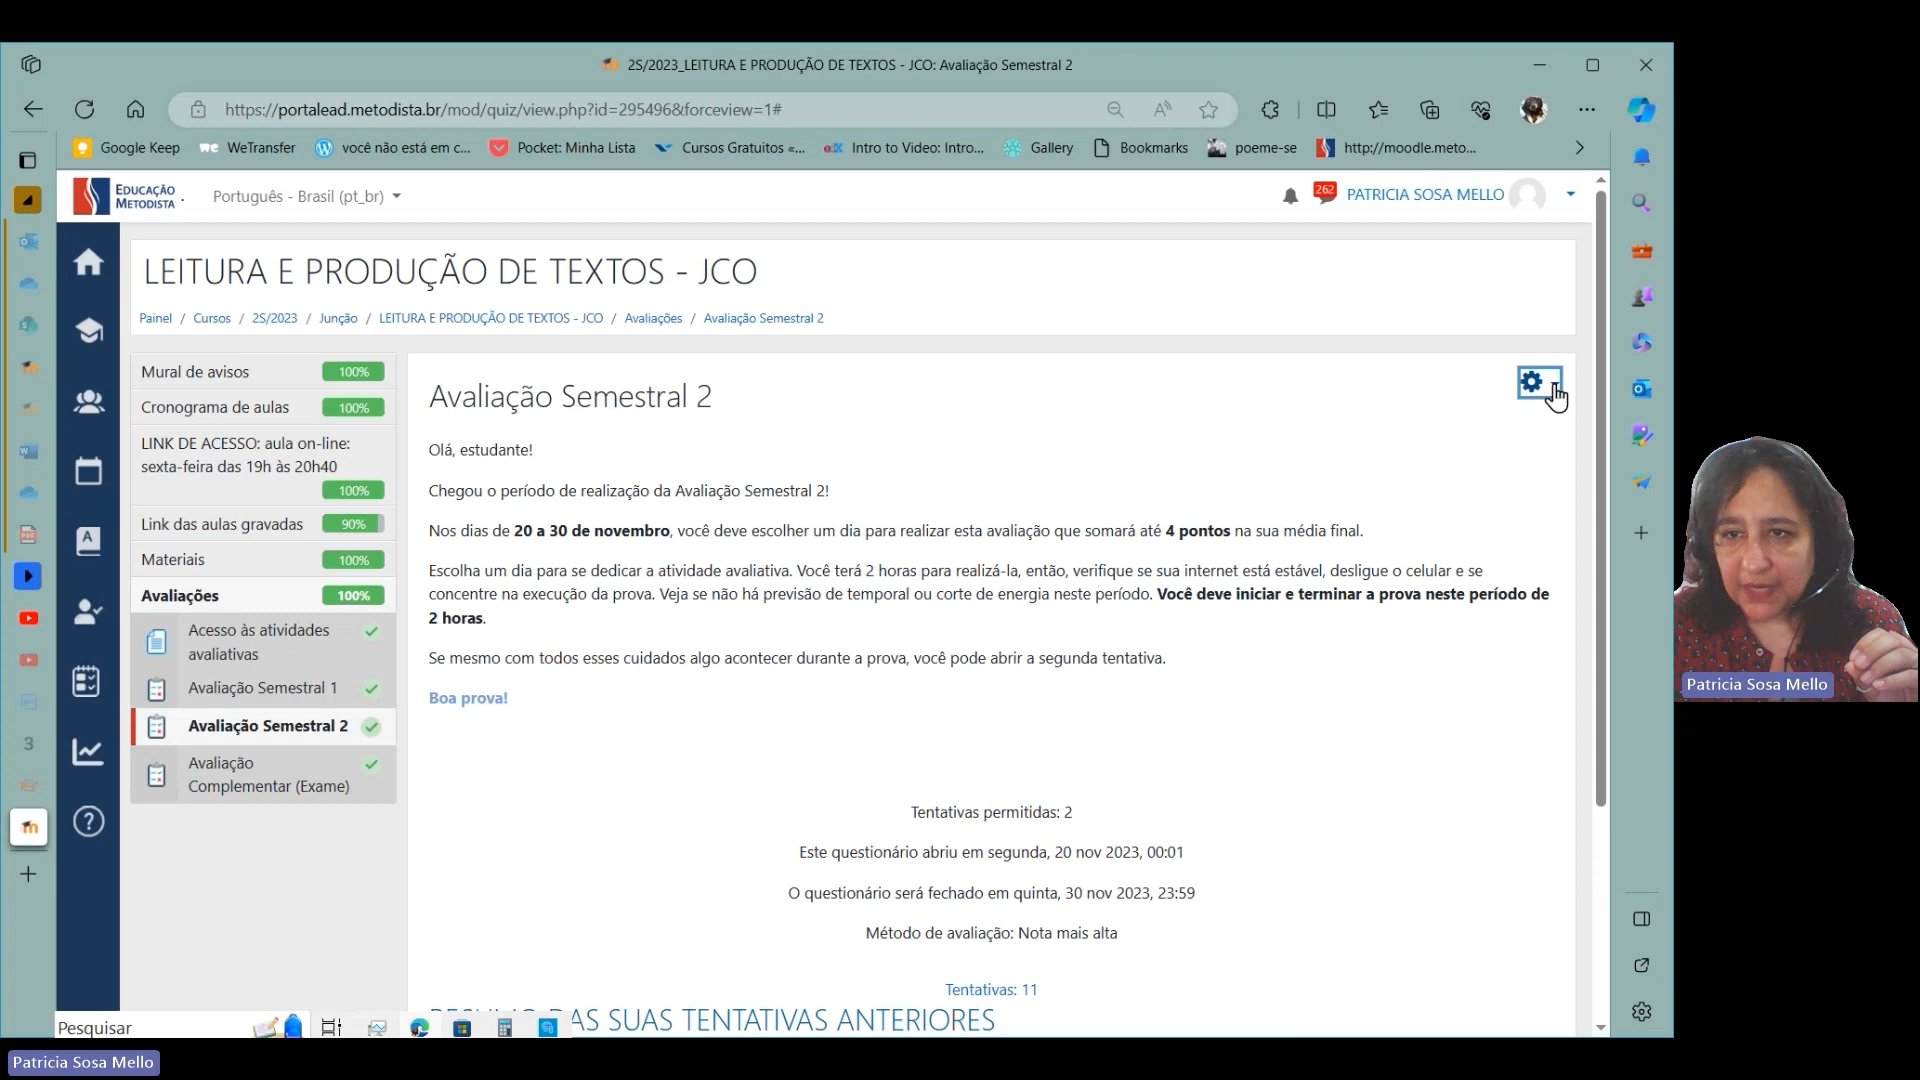 2S/2023_LEITURA E PRODUÇÃO DE TEXTOS - JCO: Avaliação Semestral 2
https://portalead.metodista.br/mod/quiz/view.php?id=295496&forceview=1#
Google Keep
WeTransfer
você não está em c...
Pocket: Minha Lista
Cursos Gratuitos «...
Intro to Video: Intro...
Gallery
Bookmarks
poeme-se
http://moodle.meto...
EDUCAÇÃO
METODISTA
Português - Brasil (pt_br)
262
PATRICIA SOSA MELLO
LEITURA E PRODUÇÃO DE TEXTOS - JCO
Painel / Cursos / 2S/2023 / Junção / LEITURA E PRODUÇÃO DE TEXTOS - JCO / Avaliações / Avaliação Semestral 2
Mural de avisos 100%
Cronograma de aulas 100%
LINK DE ACESSO: aula on-line:
sexta-feira das 19h às 20h40
100%
Link das aulas gravadas 90%
Materiais 100%
Avaliações 100%
Acesso às atividades
avaliativas
Avaliação Semestral 1
Avaliação Semestral 2
Avaliação
Complementar (Exame)
3
Avaliação Semestral 2
Olá, estudante!
Chegou o período de realização da Avaliação Semestral 2!
Nos dias de 20 a 30 de novembro, você deve escolher um dia para realizar esta avaliação que somará até 4 pontos na sua média final.
Escolha um dia para se dedicar a atividade avaliativa. Você terá 2 horas para realizá-la, então, verifique se sua internet está estável, desligue o celular e se
concentre na execução da prova. Veja se não há previsão de temporal ou corte de energia neste período. Você deve iniciar e terminar a prova neste período de
2 horas.
Se mesmo com todos esses cuidados algo acontecer durante a prova, você pode abrir a segunda tentativa.
Boa prova!
Tentativas permitidas: 2
Este questionário abriu em segunda, 20 nov 2023, 00:01
O questionário será fechado em quinta, 30 nov 2023, 23:59
Método de avaliação: Nota mais alta
Tentativas: 11
AS SUAS TENTATIVAS ANTERIORES
Pesquisar
Patricia Sosa Mello
Patricia Sosa Mello